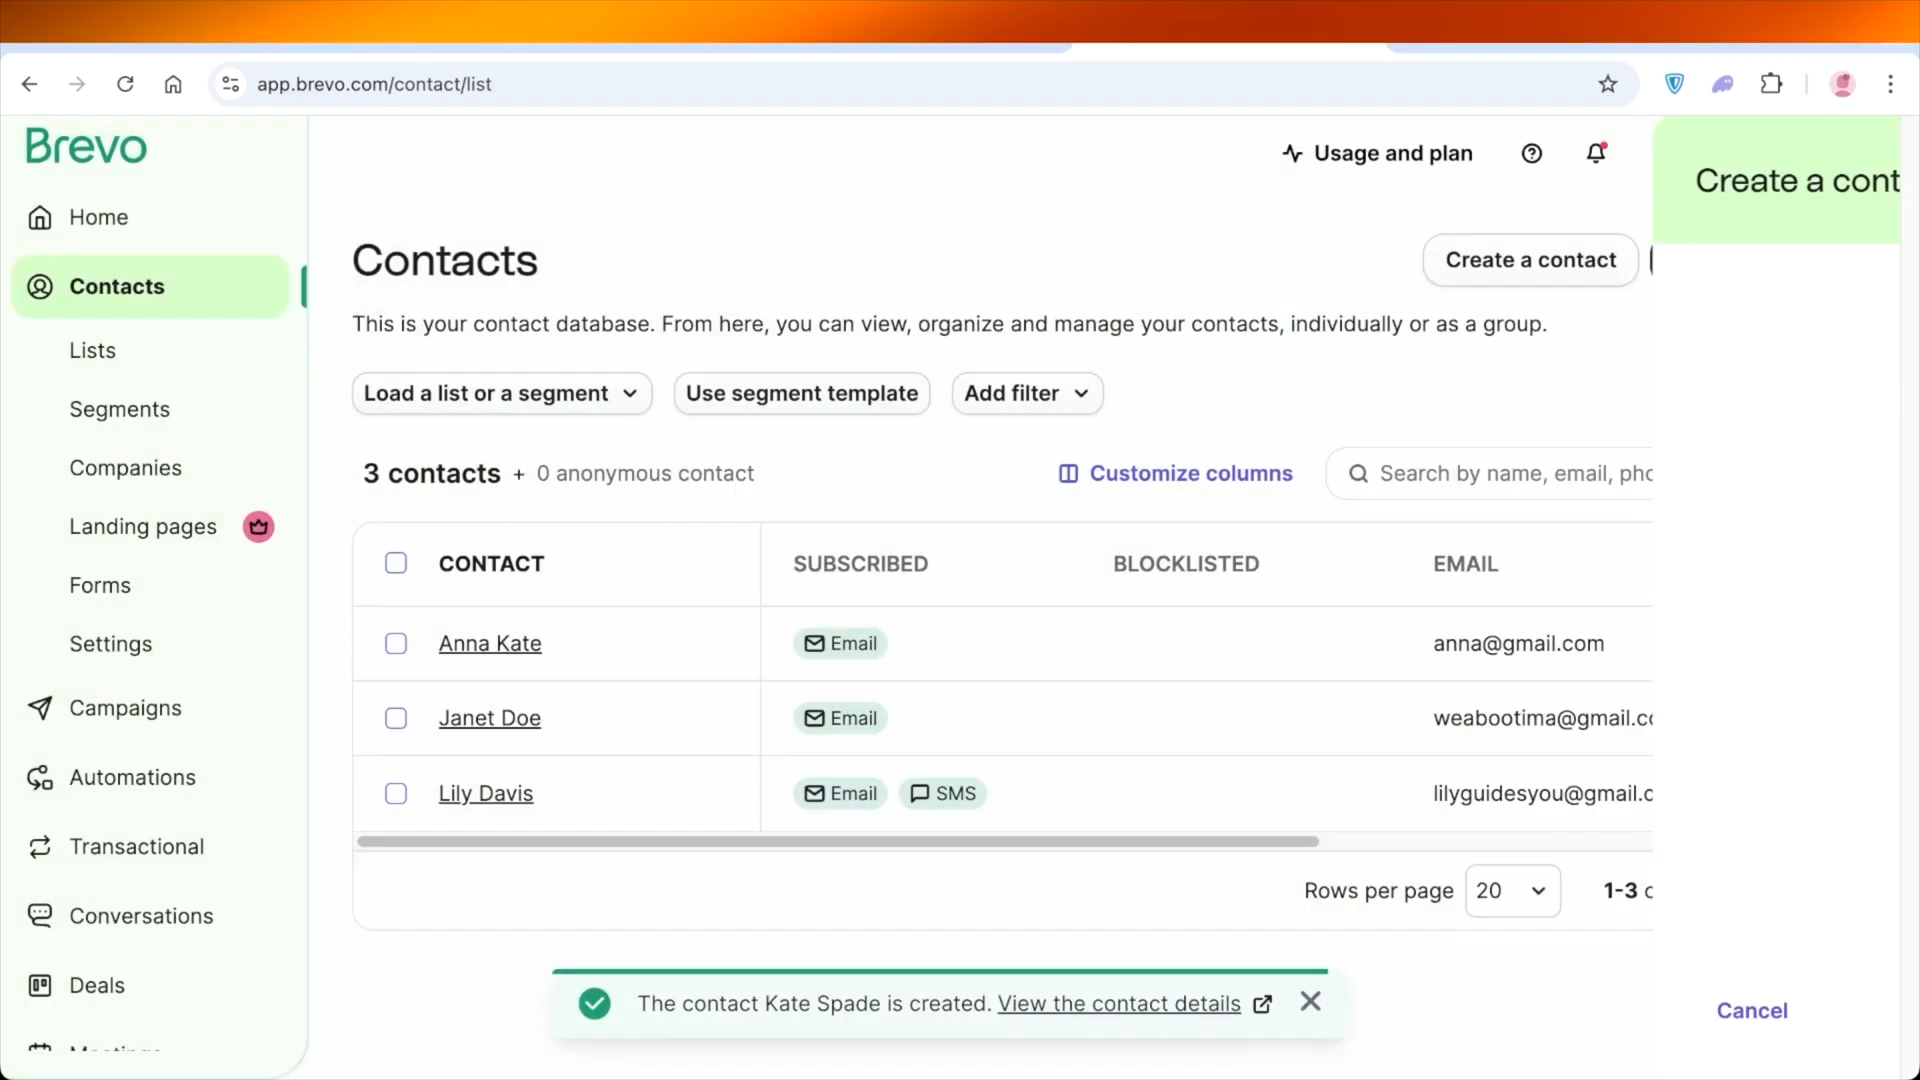 app.brevo.com/contact/list
Brevo
Usage and plan
Create a cont
Home
Contacts
Lists
Segments
Companies
Landing pages
Forms
Settings
Campaigns
Automations
Transactional
Conversations
Deals
Contacts
Create a contact
This is your contact database. From here, you can view, organize and manage your contacts, individually or as a group.
Load a list or a segment
Use segment template
Add filter
3 contacts + 0 anonymous contact
Customize columns
Search by name, email, pho
CONTACT SUBSCRIBED BLOCKLISTED EMAIL
Anna Kate Email anna@gmail.com
Janet Doe Email weabootima@gmail.co
Lily Davis Email SMS lilyguidesyou@gmail.c
Rows per page 20 1-3 o
The contact Kate Spade is created. View the contact details
Cancel